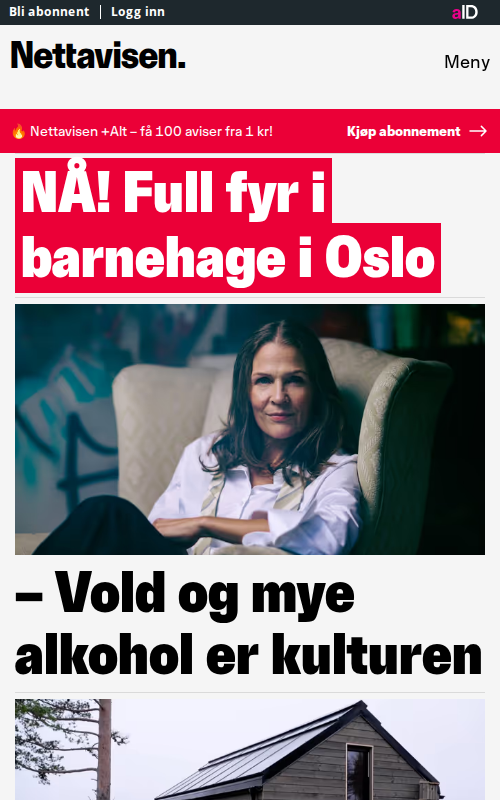 Bli abonnent | Logg inn
aID
Nettavisen.
Meny
🔥 Nettavisen +Alt – få 100 aviser fra 1 kr!
Kjøp abonnement →
NÅ! Full fyr i
barnehage i Oslo
– Vold og mye
alkohol er kulturen